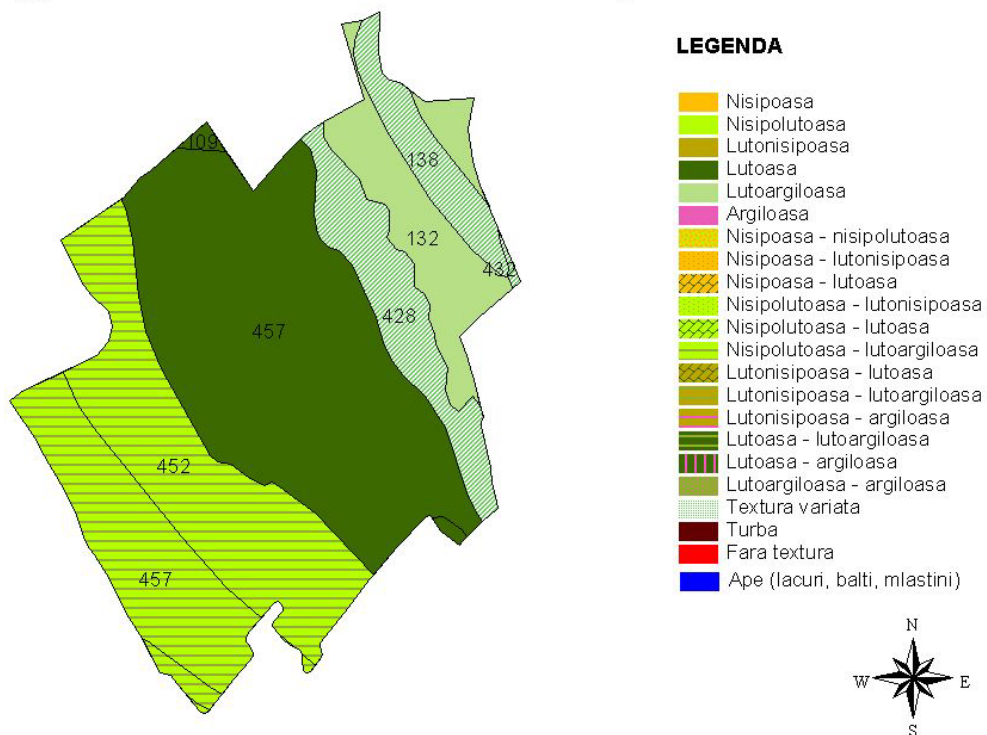 LEGENDA
Nisipoasa
Nisipolutoasa
Lutonisipoasa
Lutoasa
Lutoargiloasa
Argiloasa
Nisipoasa - nisipolutoasa
Nisipoasa - lutonisipoasa
Nisipoasa - lutoasa
Nisipolutoasa - lutonisipoasa
Nisipolutoasa - lutoasa
Nisipolutoasa - lutoargiloasa
Lutonisipoasa - lutoasa
Lutonisipoasa - lutoargiloasa
Lutonisipoasa - argiloasa
Lutoasa - lutoargiloasa
Lutoasa - argiloasa
Lutoargiloasa - argiloasa
Textura variata
Turba
Fara textura
Ape (lacuri, balti, mlastini)
109
138
132
432
428
457
452
457
N
W E
S